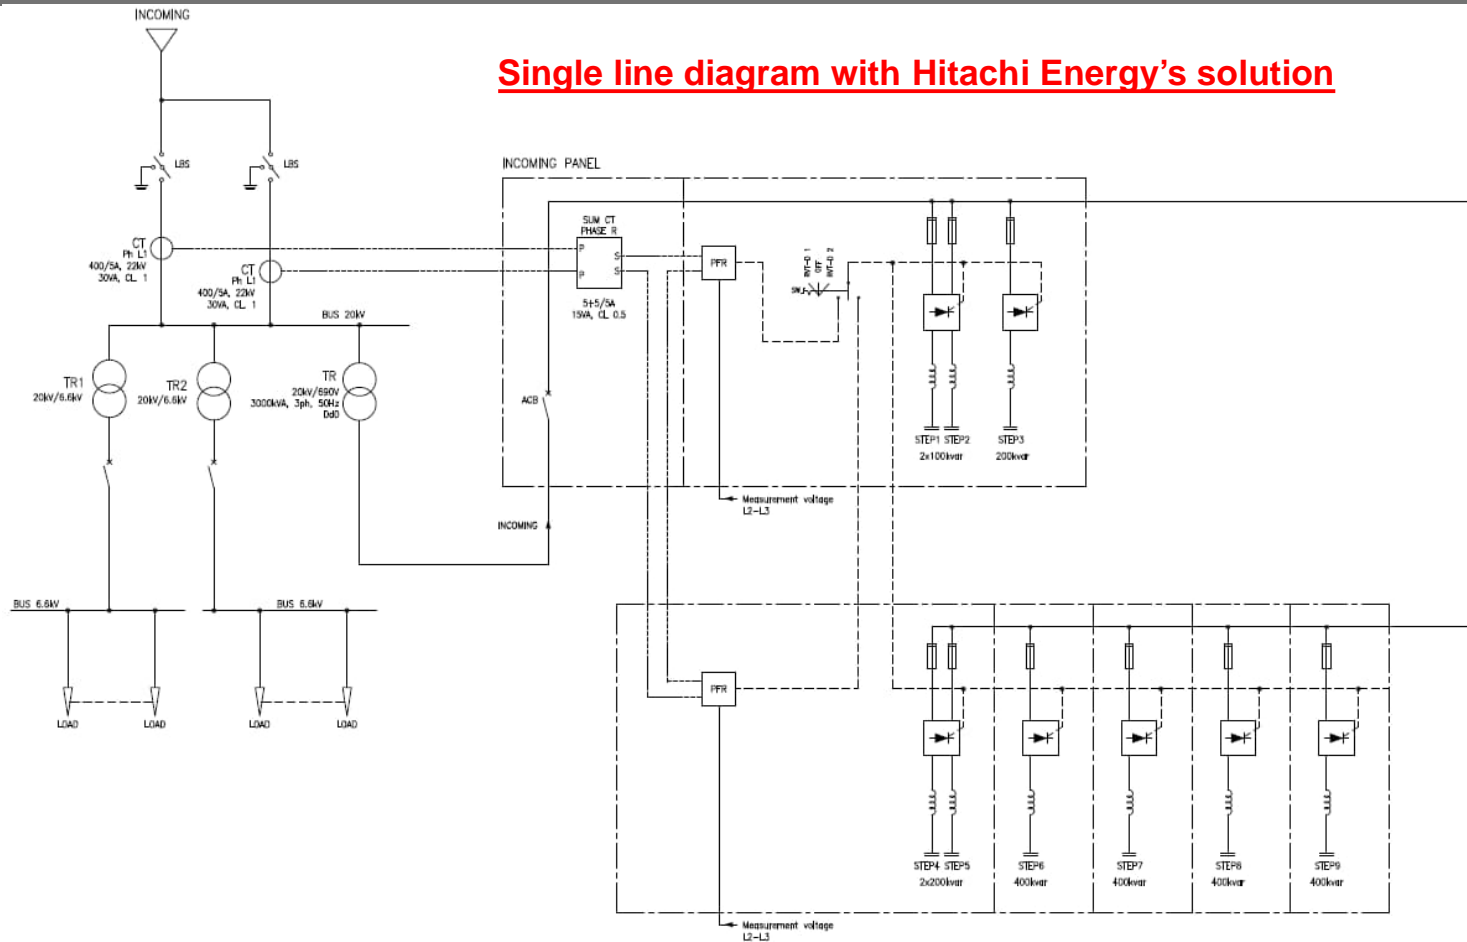 INCOMING
Single line diagram with Hitachi Energy’s solution
LBS
LBS
INCOMING PANEL
CT
Ph L1
400/5A, 22kV
30VA, CL 1
CT
Ph L1
400/5A, 22kV
30VA, CL 1
SUM CT
PHASE R
P
P
S
S
5+5/5A
15VA, CL 0.5
PFR
RVT-D 1
OFF
RVT-D 2
BUS 20kV
TR1
20kV/6.6kV
TR2
20kV/6.6kV
TR
20kV/690V
3000kVA, 3ph, 50Hz
Dd0
ACB
STEP1 STEP2
2x100kvar
STEP3
200kvar
Measurement voltage
L2-L3
INCOMING
BUS 6.6kV
BUS 6.6kV
LOAD
LOAD
LOAD
LOAD
PFR
STEP4 STEP5
2x200kvar
STEP6
400kvar
STEP7
400kvar
STEP8
400kvar
STEP9
400kvar
Measurement voltage
L2-L3